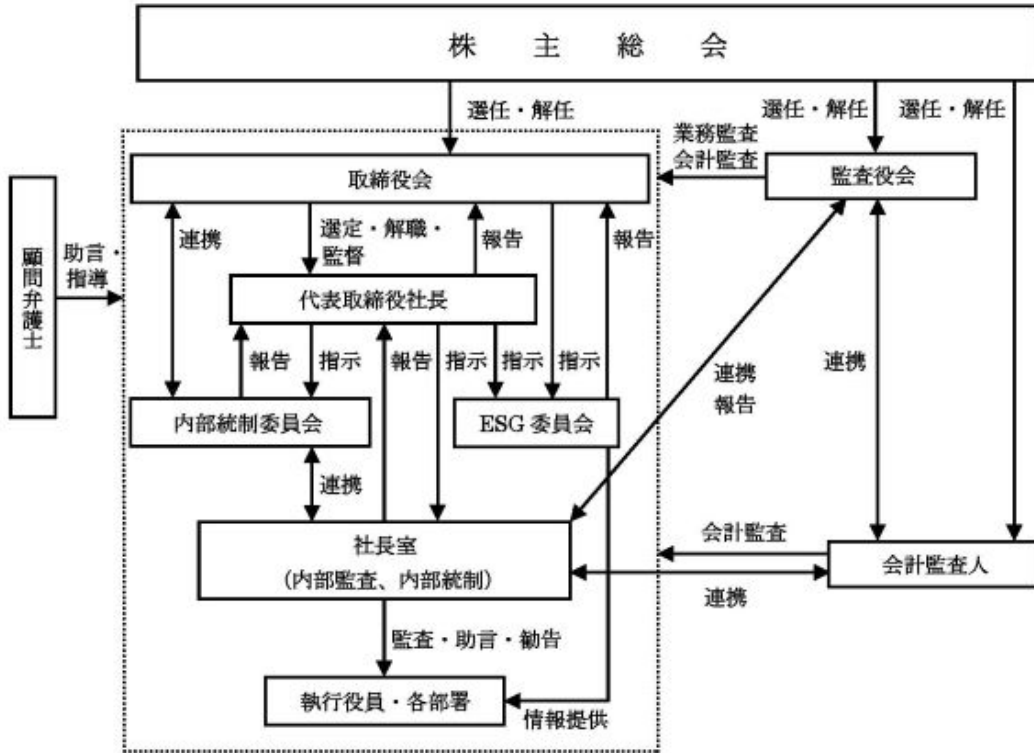 株主総会
選任・解任
選任・解任
選任・解任
業務監査
会計監査
取締役会
監査役会
顧問弁護士
助言・
指導
連携
選定・解職・
監督
報告
報告
代表取締役社長
報告
指示
報告
指示
指示
指示
連携
報告
連携
内部統制委員会
ESG 委員会
連携
社長室
（内部監査、内部統制）
会計監査
会計監査人
連携
監査・助言・勧告
執行役員・各部署
情報提供